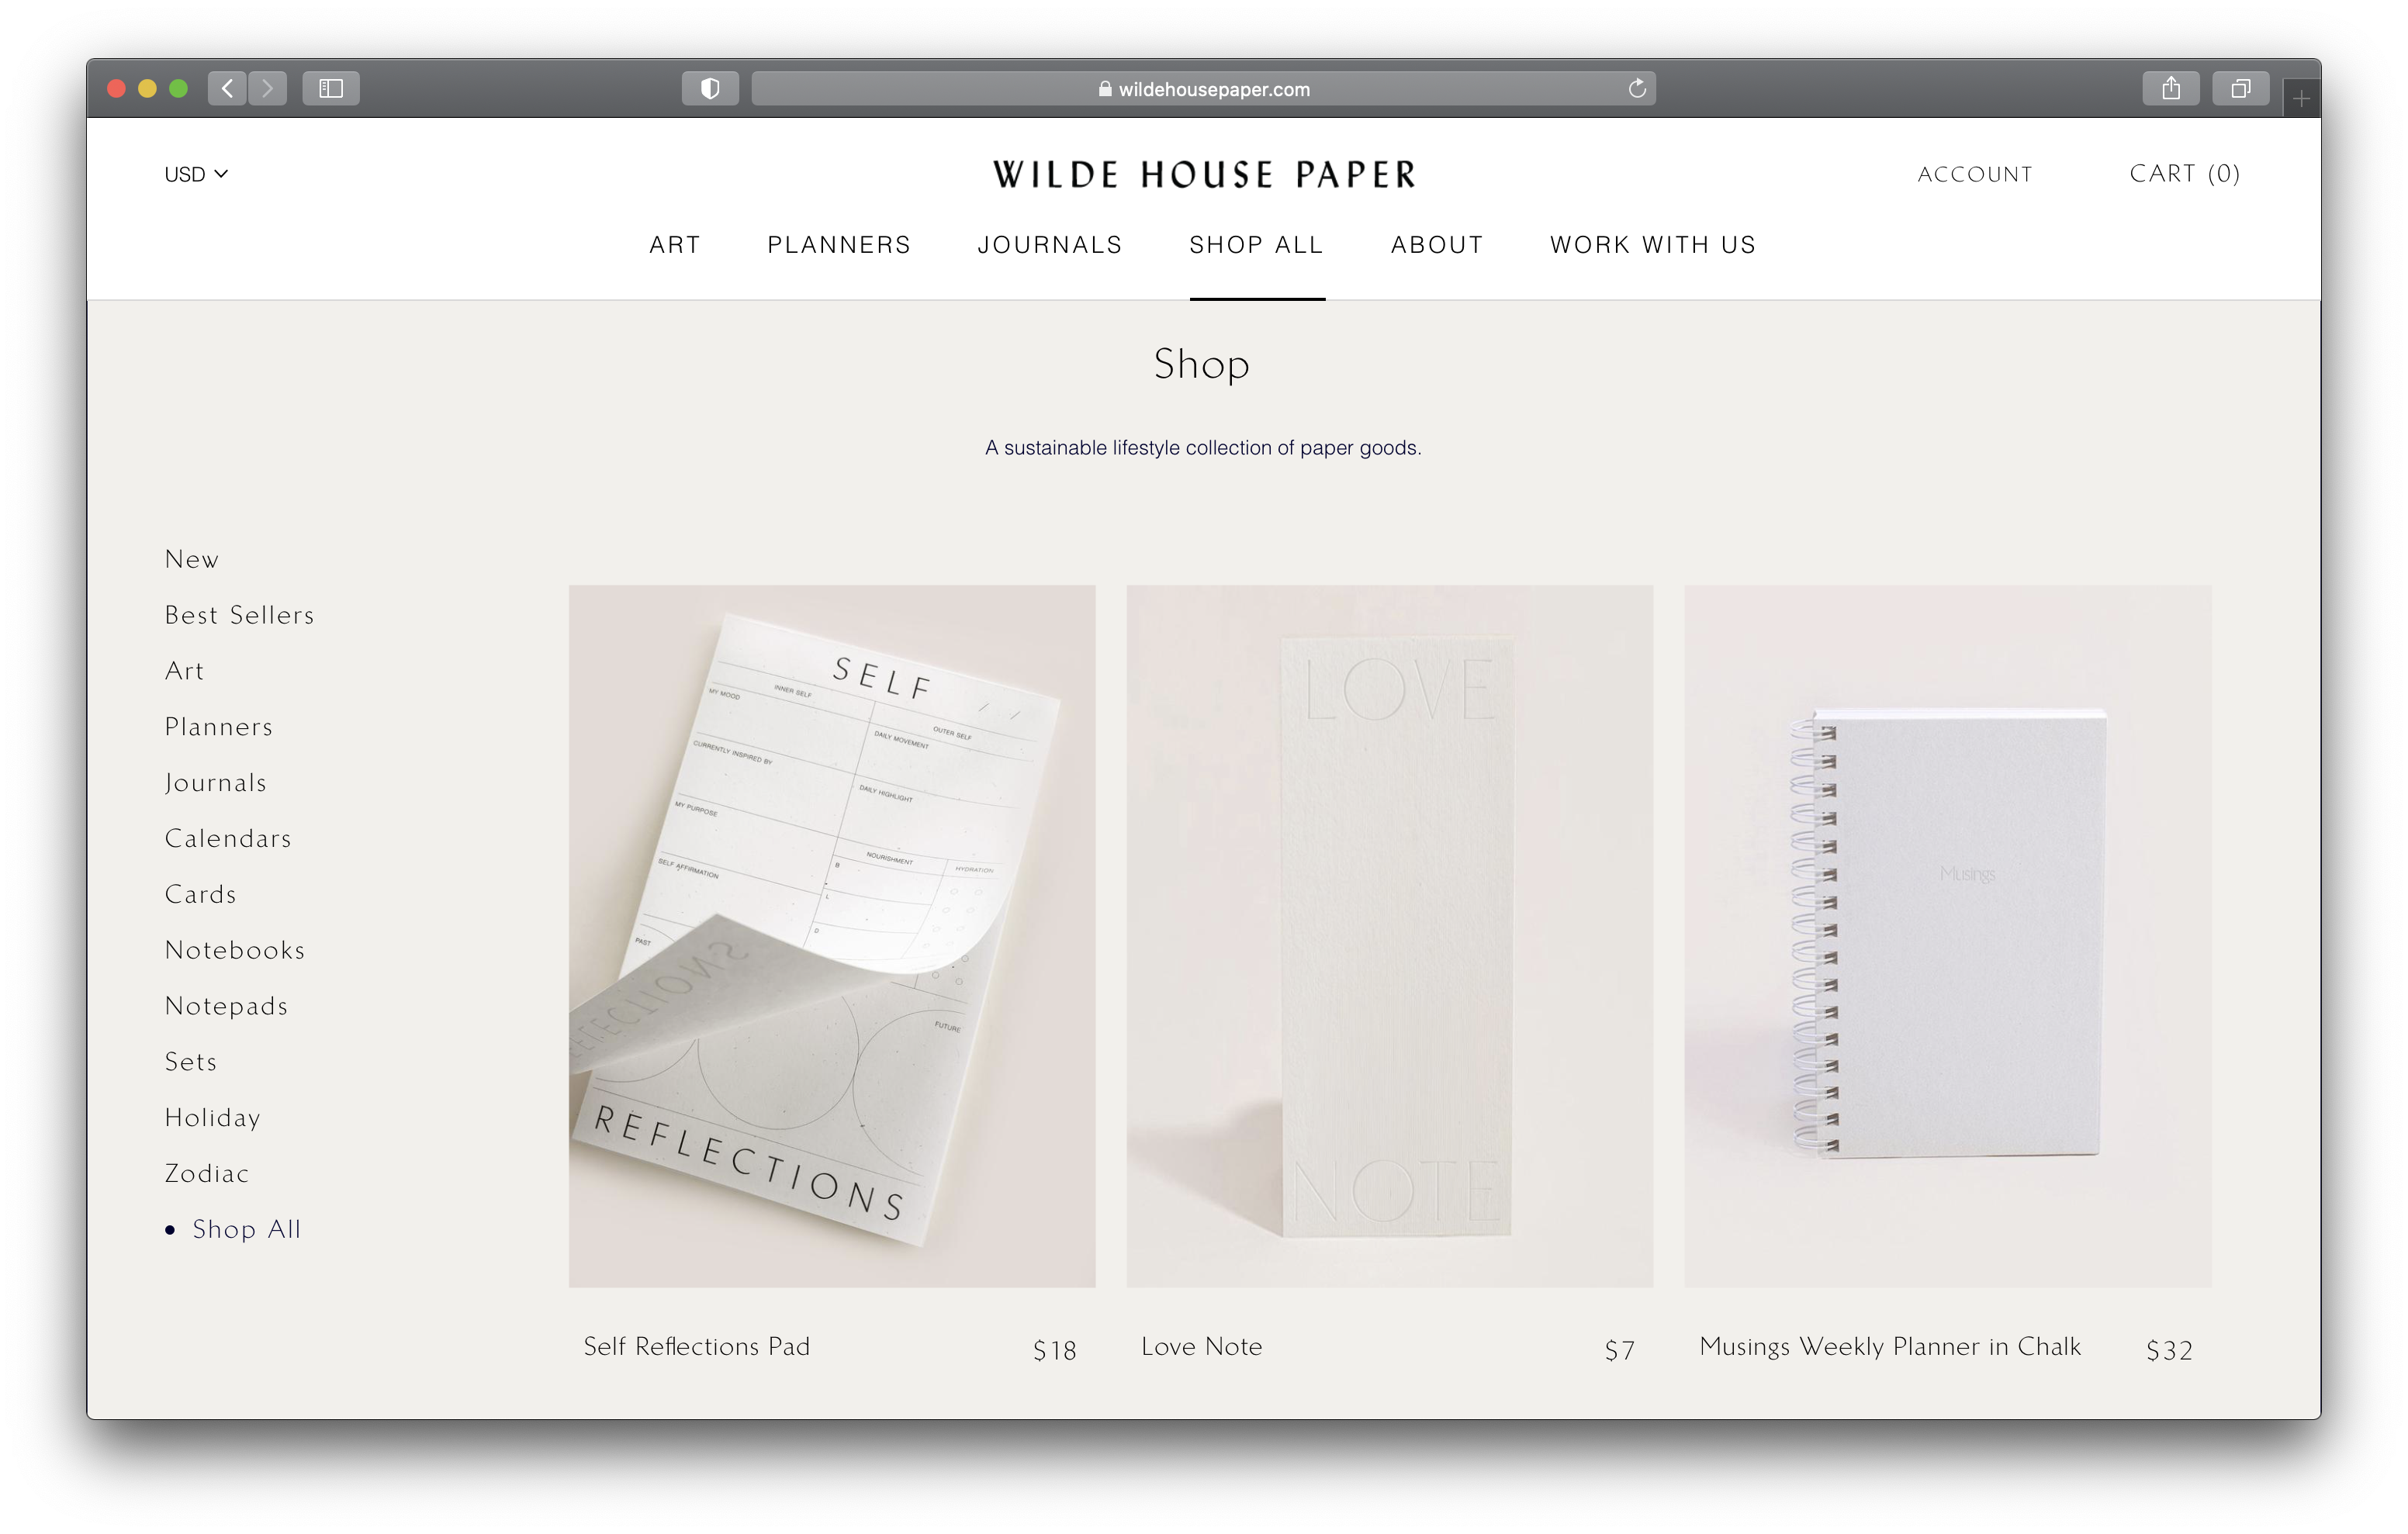 wildehousepaper.com
USD
WILDE HOUSE PAPER
ACCOUNT
CART (0)
ART PLANNERS JOURNALS SHOP ALL ABOUT WORK WITH US
Shop
A sustainable lifestyle collection of paper goods.
New
Best Sellers
Art
Planners
Journals
Calendars
Cards
Notebooks
Notepads
Sets
Holiday
Zodiac
Shop All
SELF
INNER SELF
/ /
MY MOOD
OUTER SELF
DAILY MOVEMENT
CURRENTLY INSPIRED BY
DAILY HIGHLIGHT
MY PURPOSE
NOURISHMENT
HYDRATION
SELF AFFIRMATION
B
L
D
PAST
FUTURE
REFLECTIONS
LOVE
NOTE
Musings
Self Reflections Pad $18
Love Note $7
Musings Weekly Planner in Chalk $32